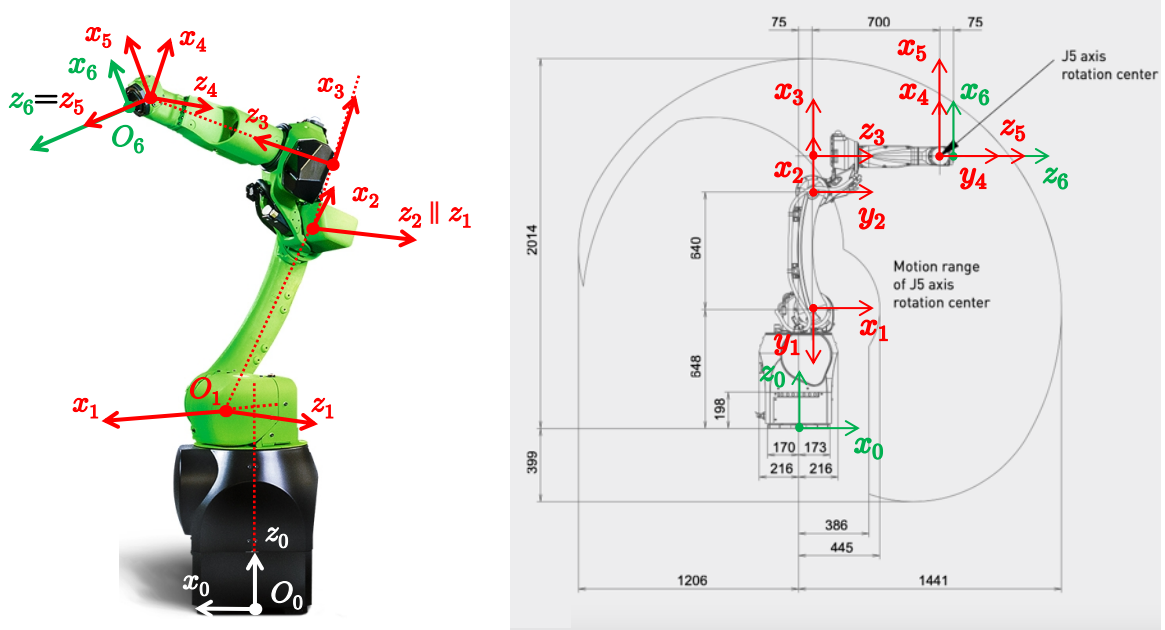 x₅
x₄
x₆
z₄
x₃
z₆=z₅
z₃
O₆
x₂
z₂ ∥ z₁
O₁
x₁
z₁
z₀
x₀
O₀
75
700
75
x₅
J5 axis
rotation center
x₃
x₄
x₆
z₃
z₅
x₂
y₄
z₆
y₂
2014
640
Motion range
of J5 axis
rotation center
x₁
y₁
648
z₀
198
x₀
170
173
399
216
216
386
445
1206
1441